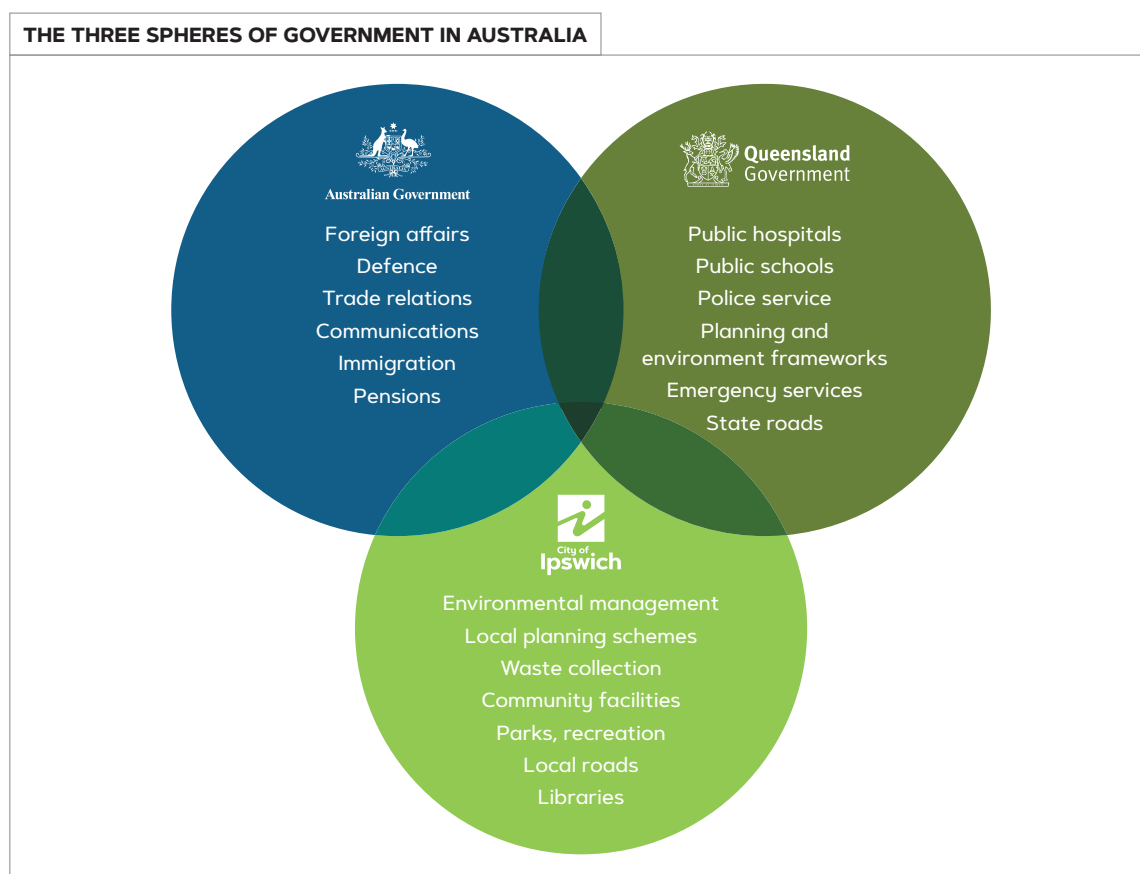 THE THREE SPHERES OF GOVERNMENT IN AUSTRALIA
Australian Government
Foreign affairs
Defence
Trade relations
Communications
Immigration
Pensions
Queensland
Government
Public hospitals
Public schools
Police service
Planning and
environment frameworks
Emergency services
State roads
City of
Ipswich
Environmental management
Local planning schemes
Waste collection
Community facilities
Parks, recreation
Local roads
Libraries